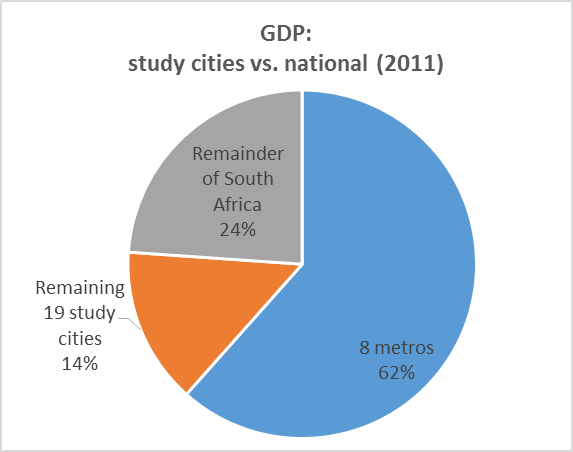 GDP:
study cities vs. national (2011)
Remainder
of South
Africa
24%
Remaining
19 study
cities
14%
8 metros
62%